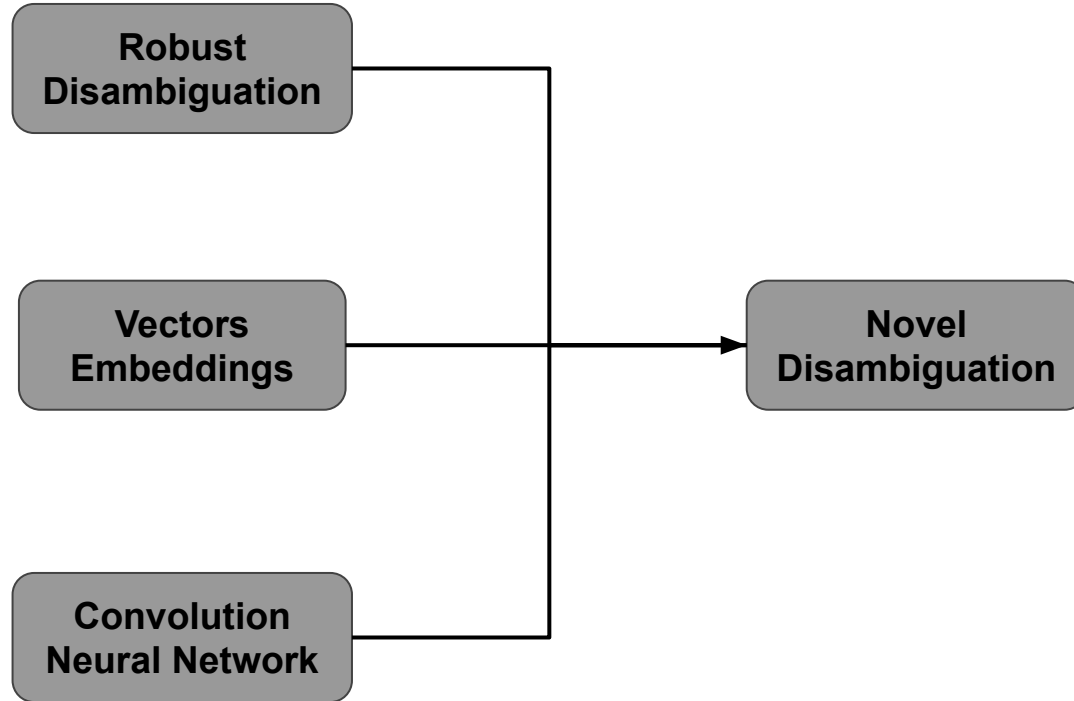 Robust
Disambiguation
Vectors
Embeddings
Novel
Disambiguation
Convolution
Neural Network